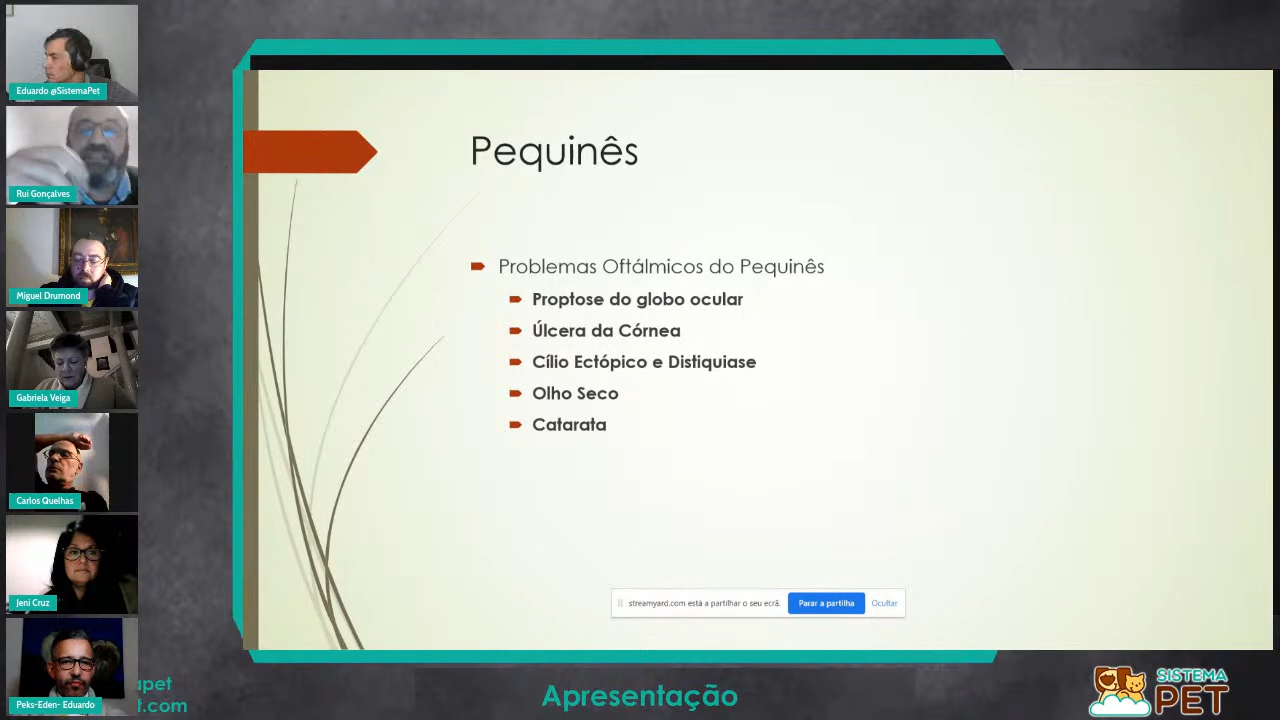 Eduardo @SistemaPet
Rui Gonçalves
Miguel Drumond
Gabriela Veiga
Carlos Quelhas
Jeni Cruz
Peks-Eden- Eduardo
Pequinês
Problemas Oftálmicos do Pequinês
Proptose do globo ocular
Úlcera da Córnea
Cílio Ectópico e Distiquiase
Olho Seco
Catarata
streamyard.com está a partilhar o seu ecrã. Parar a partilha Ocultar
apet
t.com
Apresentação
SISTEMA
PET